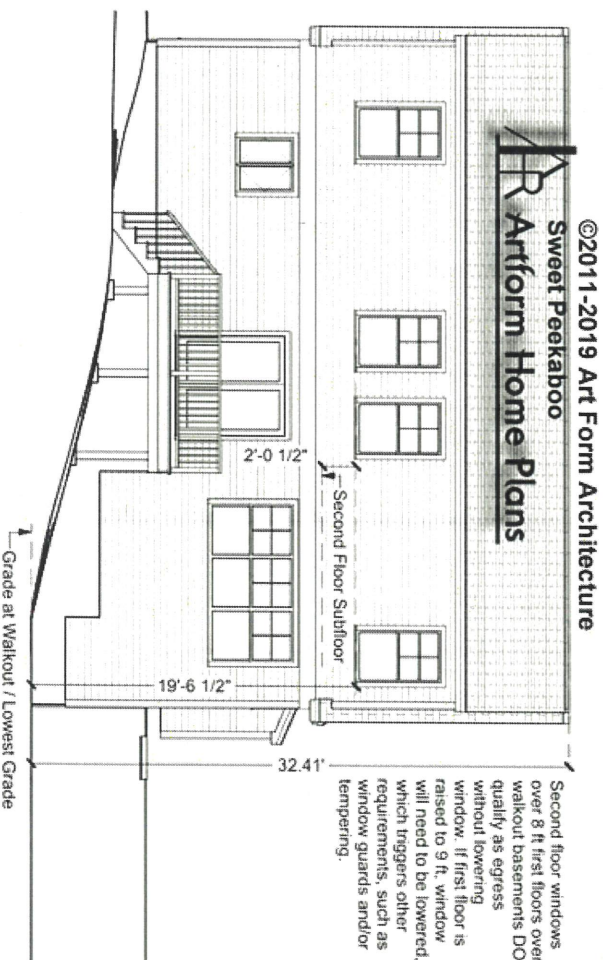 ©2011-2019 Art Form Architecture
Sweet Peekaboo
Artform Home Plans
Second floor windows
over 8 ft first floors over
walkout basements DO
qualify as egress
without lowering
window. If first floor is
raised to 9 ft, window
will need to be lowered,
which triggers other
requirements, such as
window guards and/or
tempering.
2'-0 1/2"
Second Floor Subfloor
19'-6 1/2"
32.41'
Grade at Walkout / Lowest Grade